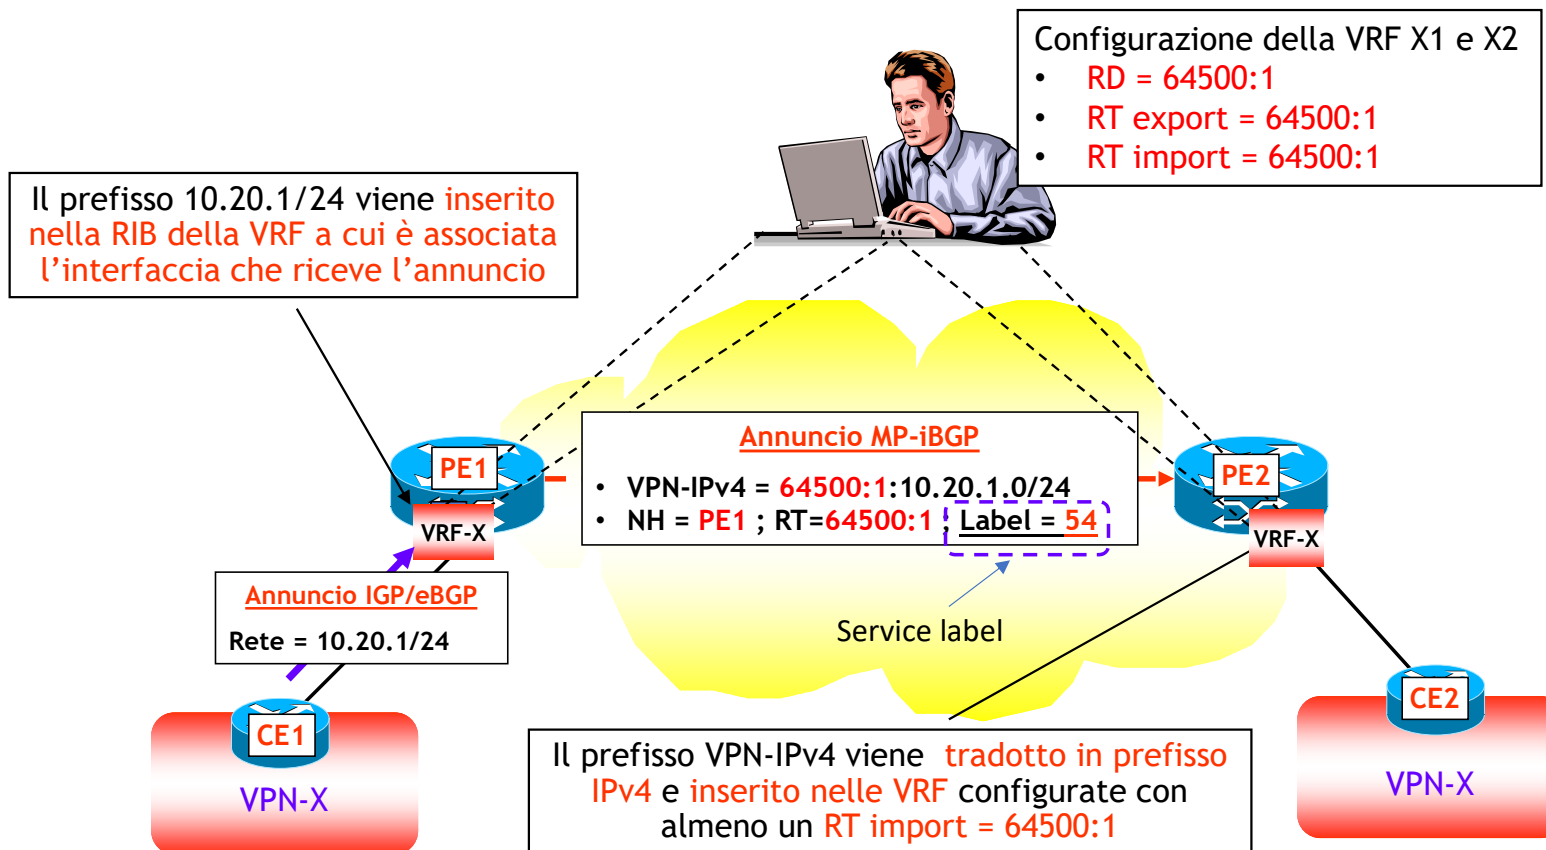 Configurazione della VRF X1 e X2
• RD = 64500:1
• RT export = 64500:1
• RT import = 64500:1
Il prefisso 10.20.1/24 viene inserito
nella RIB della VRF a cui è associata
l’interfaccia che riceve l’annuncio
Annuncio MP-iBGP
• VPN-IPv4 = 64500:1:10.20.1.0/24
• NH = PE1 ; RT=64500:1 ; Label = 54
PE1
VRF-X
PE2
VRF-X
Annuncio IGP/eBGP
Rete = 10.20.1/24
Service label
CE1
VPN-X
CE2
VPN-X
Il prefisso VPN-IPv4 viene tradotto in prefisso
IPv4 e inserito nelle VRF configurate con
almeno un RT import = 64500:1